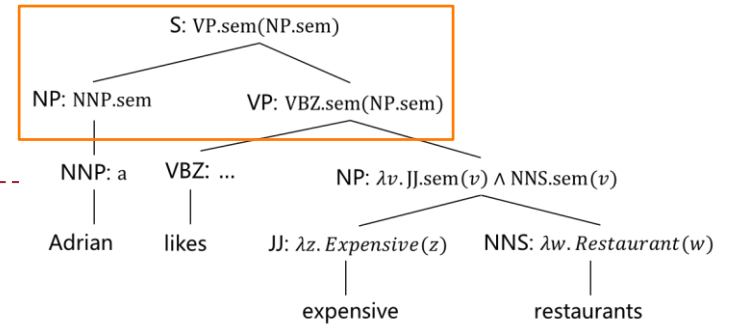 S: VP.sem(NP.sem)
NP: NNP.sem VP: VBZ.sem(NP.sem)
NNP: a VBZ: ... NP: λv.JJ.sem(v) ∧ NNS.sem(v)
Adrian likes JJ: λz.Expensive(z) NNS: λw.Restaurant(w)
expensive restaurants